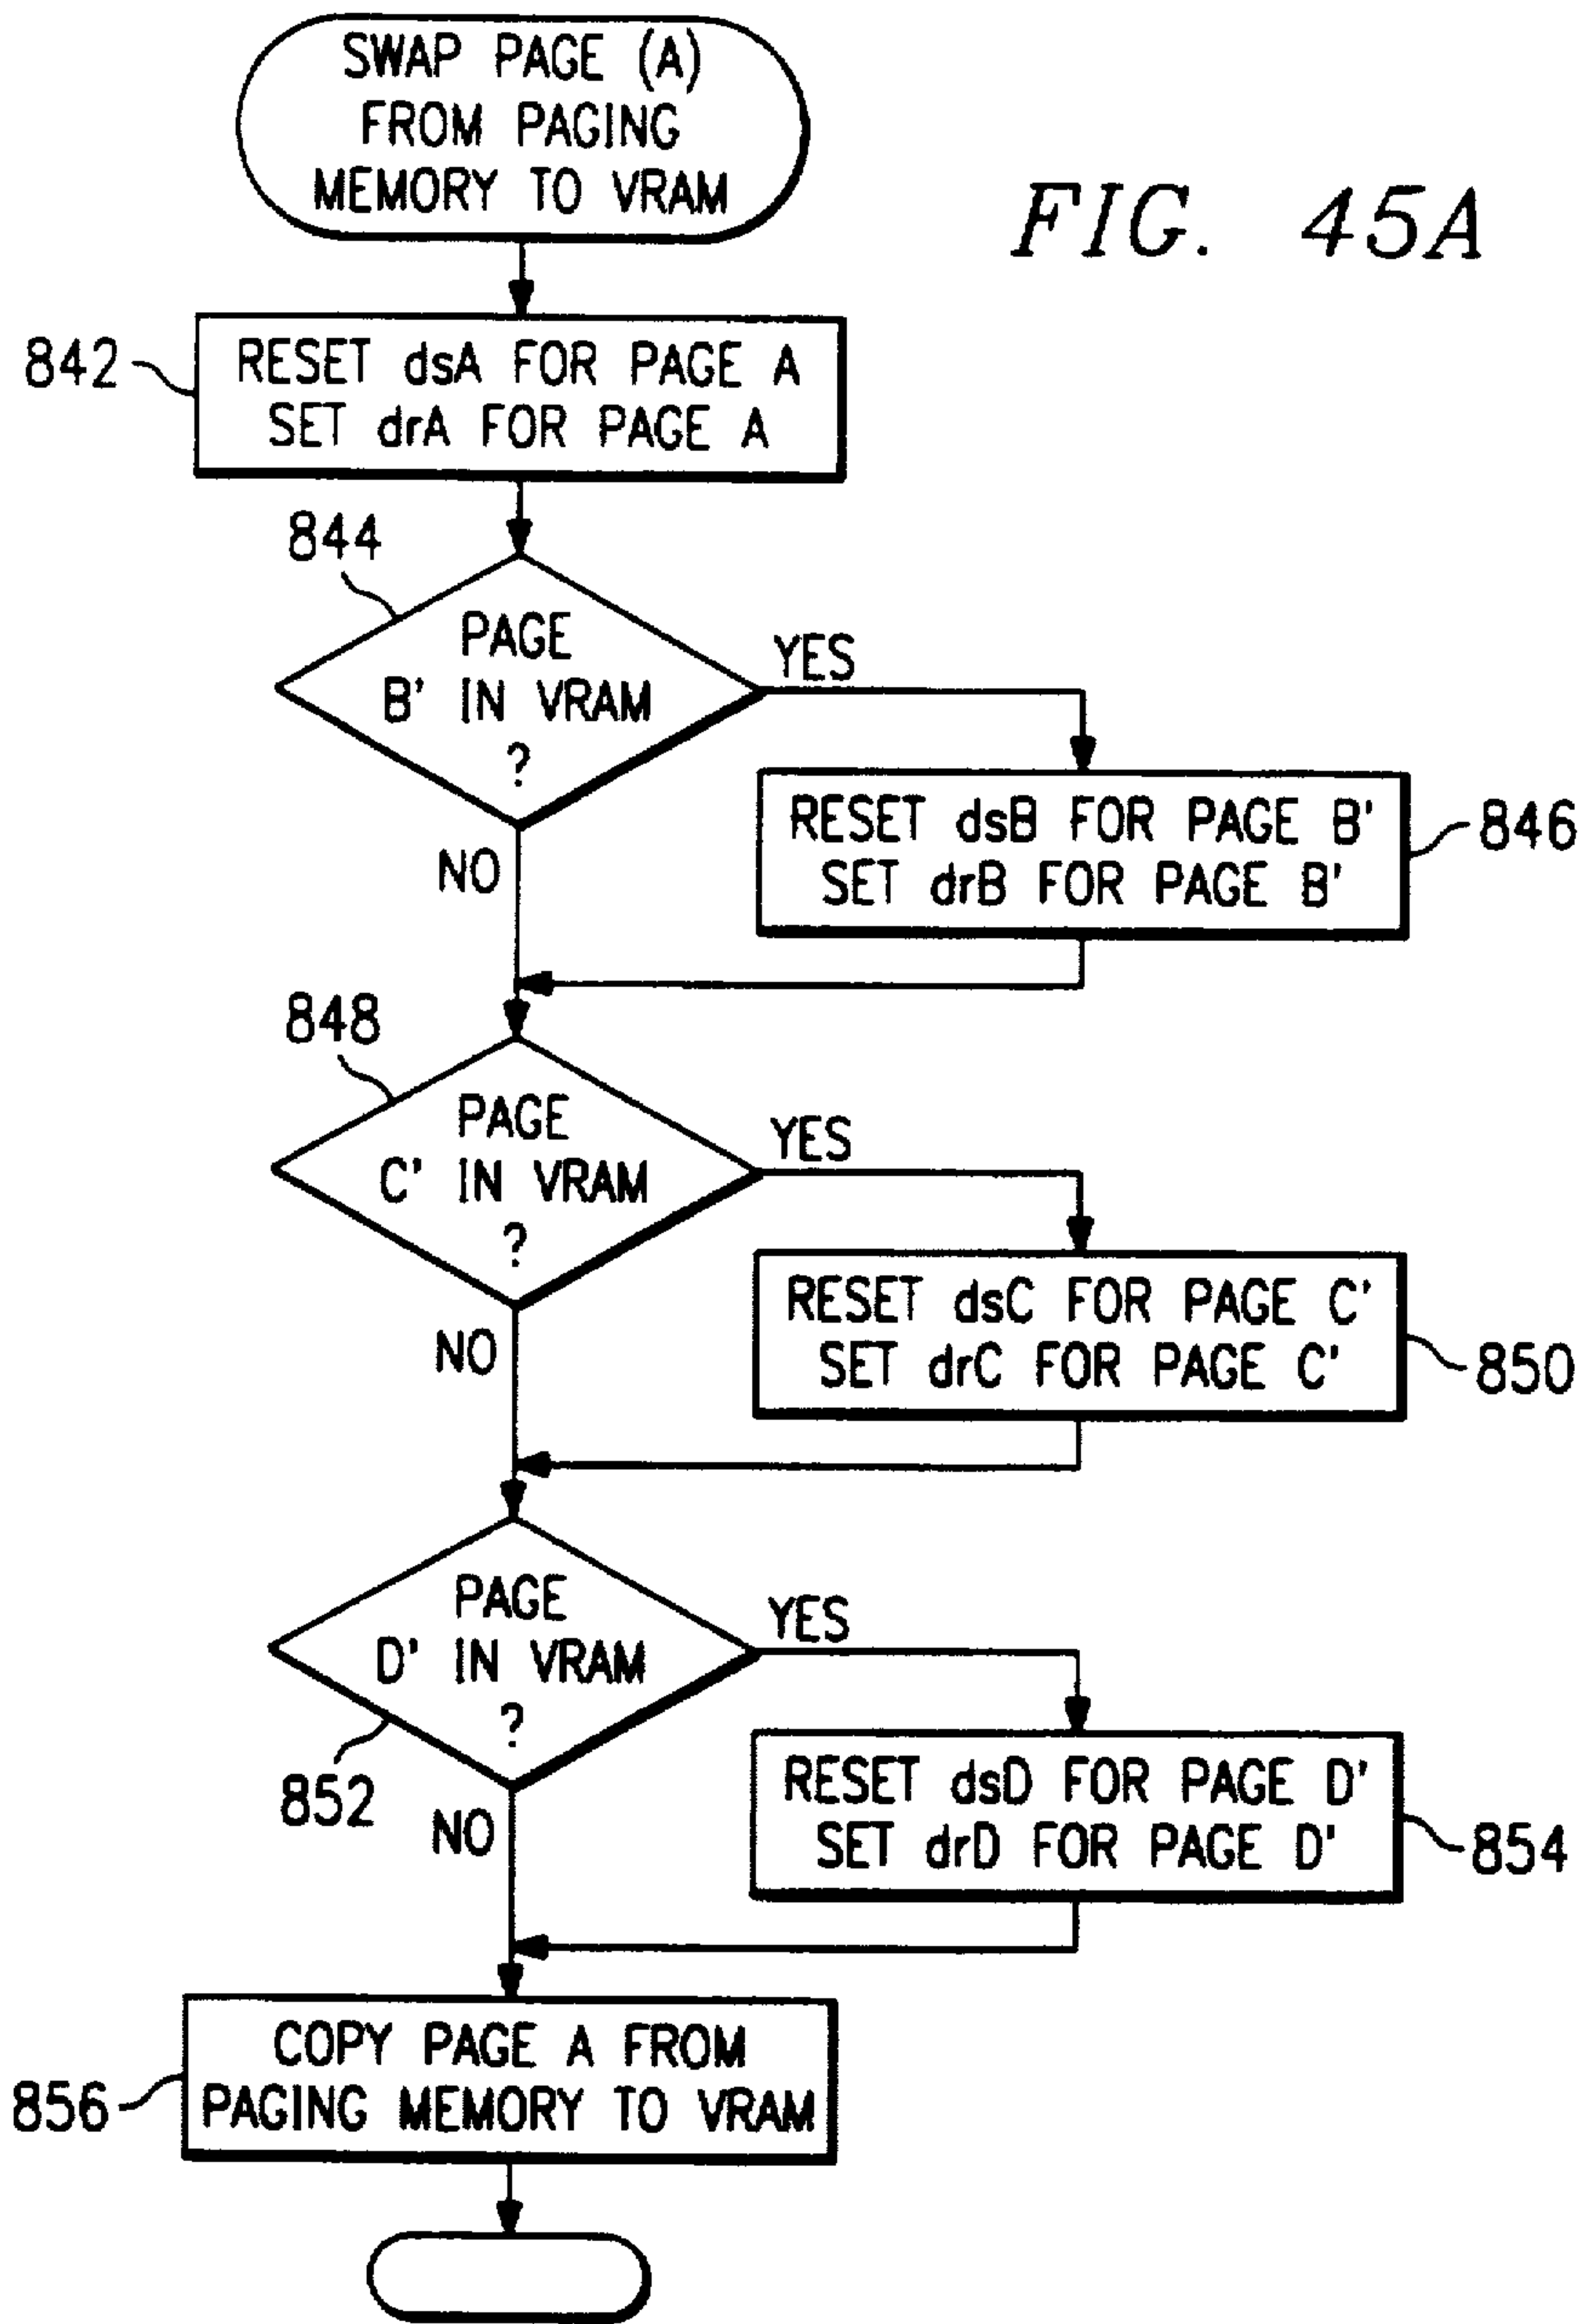 SWAP PAGE (A)
FROM PAGING
MEMORY TO VRAM
FIG. 45A
842
RESET dsA FOR PAGE A
SET drA FOR PAGE A
844
PAGE
B' IN VRAM
?
YES
NO
RESET dsB FOR PAGE B'
SET drB FOR PAGE B'
846
848
PAGE
C' IN VRAM
?
YES
NO
RESET dsC FOR PAGE C'
SET drC FOR PAGE C'
850
PAGE
D' IN VRAM
?
YES
852
NO
RESET dsD FOR PAGE D'
SET drD FOR PAGE D'
854
COPY PAGE A FROM
PAGING MEMORY TO VRAM
856